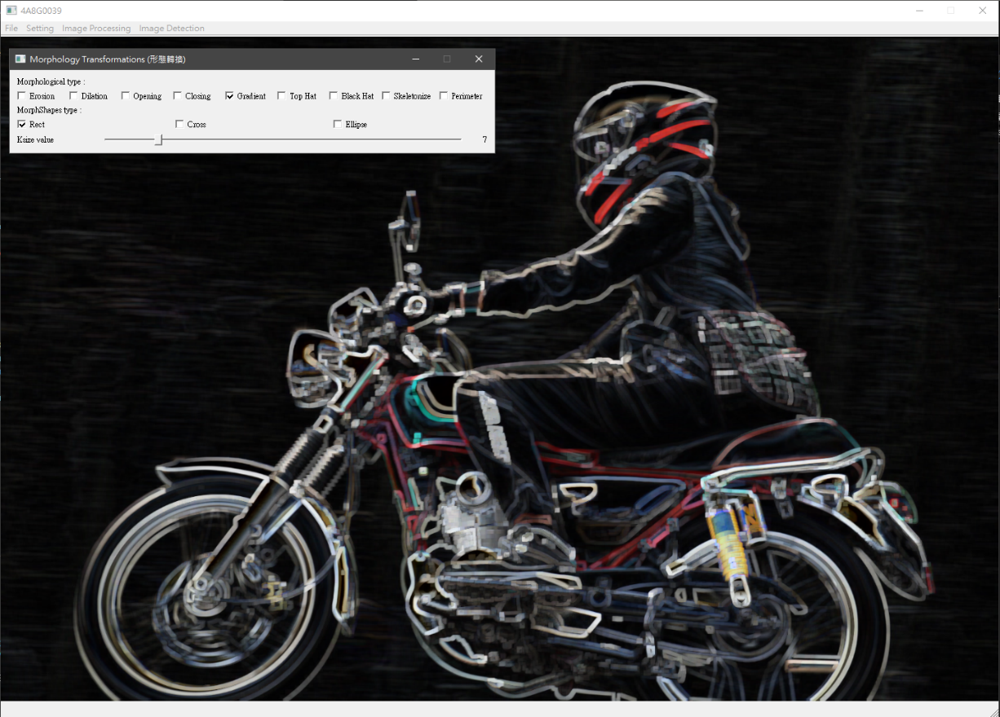 4A8G0039
File Setting Image Processing Image Detection
Morphology Transformations (形態轉換)
Morphological type :
Erosion Dilation Opening Closing Gradient Top Hat Black Hat Skeletonize Perimeter
MorphShapes type :
Rect Cross Ellipse
Ksize value 7